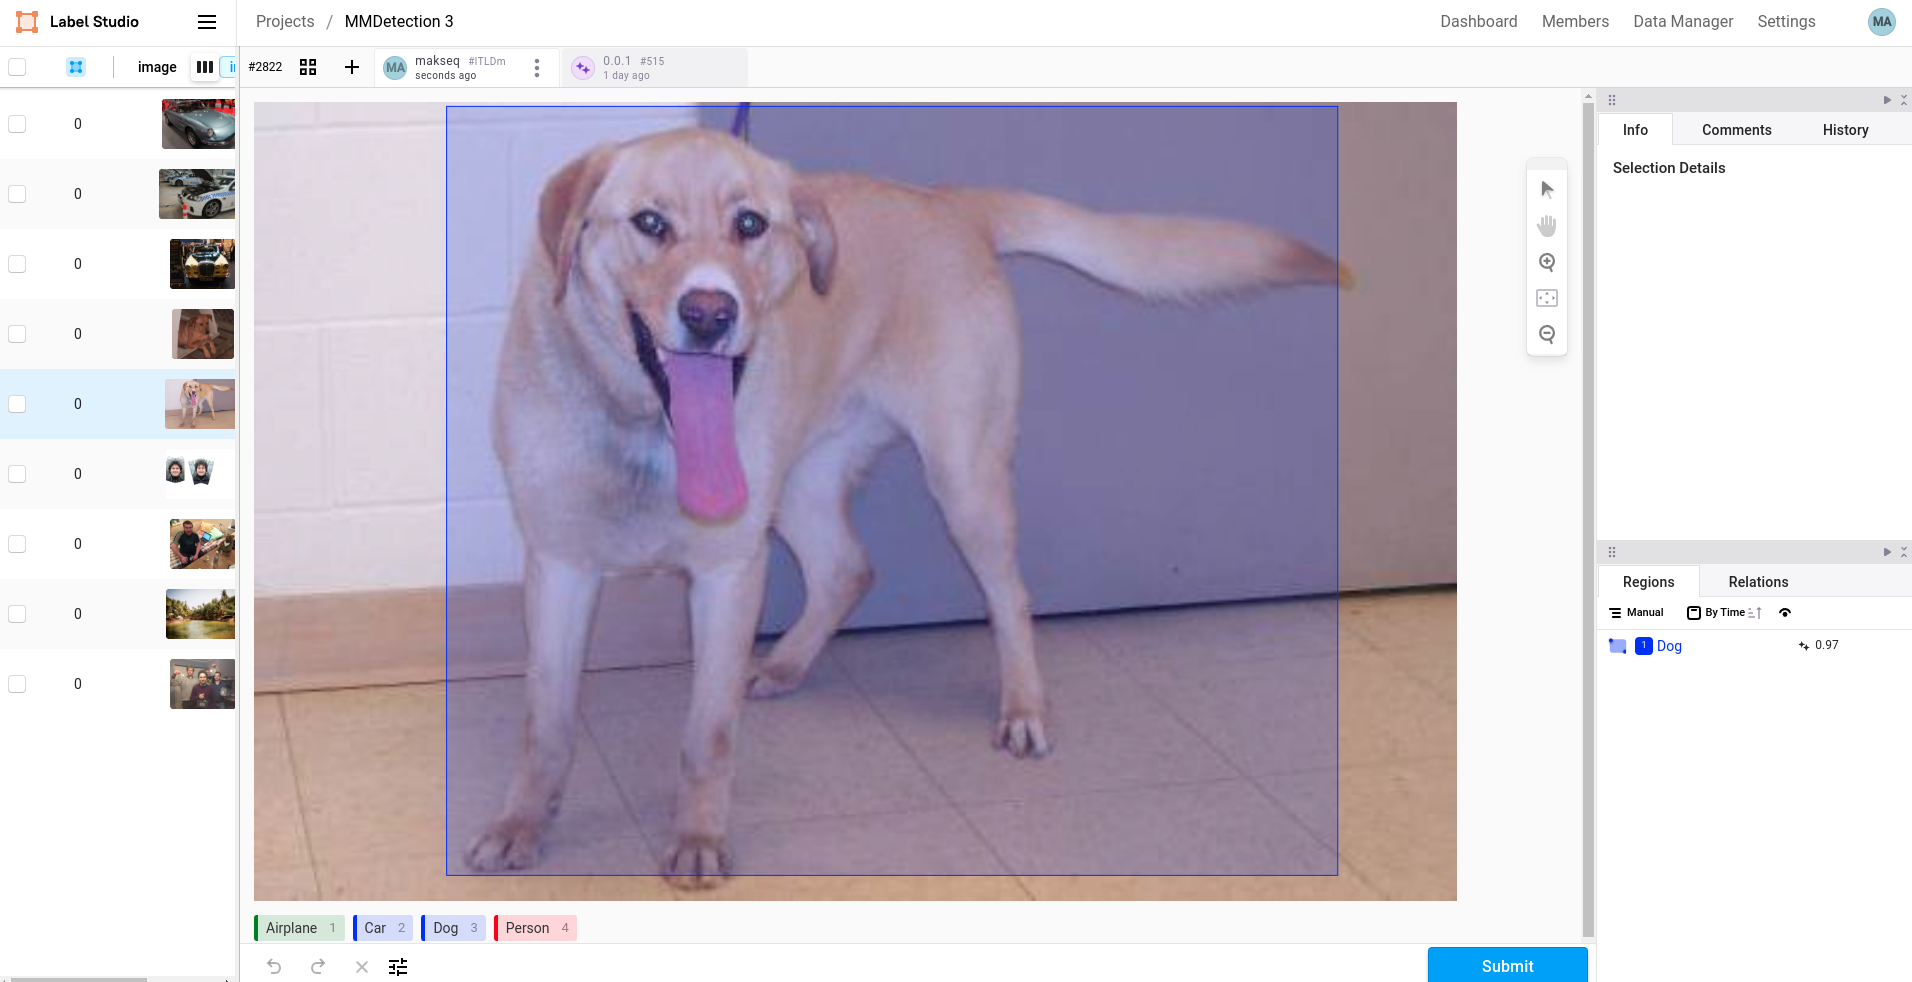 Label Studio
Projects / MMDetection 3
Dashboard Members Data Manager Settings MA
image
#2822
MA makseq #ITLDm
seconds ago
0.0.1 #515
1 day ago
0
0
0
0
0
0
0
0
0
Info Comments History
Selection Details
Regions Relations
Manual By Time
1 Dog 0.97
Airplane 1 Car 2 Dog 3 Person 4
Submit